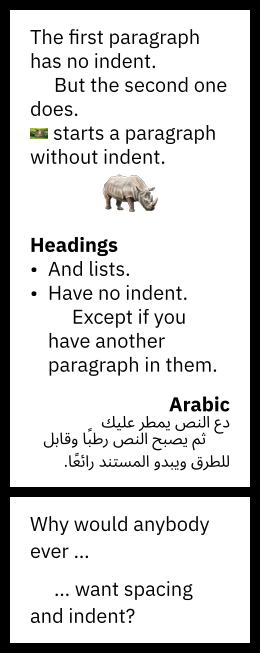 The first paragraph
has no indent.
But the second one
does.
starts a paragraph
without indent.
Headings
• And lists.
• Have no indent.
Except if you
have another
paragraph in them.
Arabic
دع النص يمطر عليك
ثم يصبح النص رطبًا وقابل
للطرق ويبدو المستند رائعًا.
Why would anybody
ever ...
... want spacing
and indent?